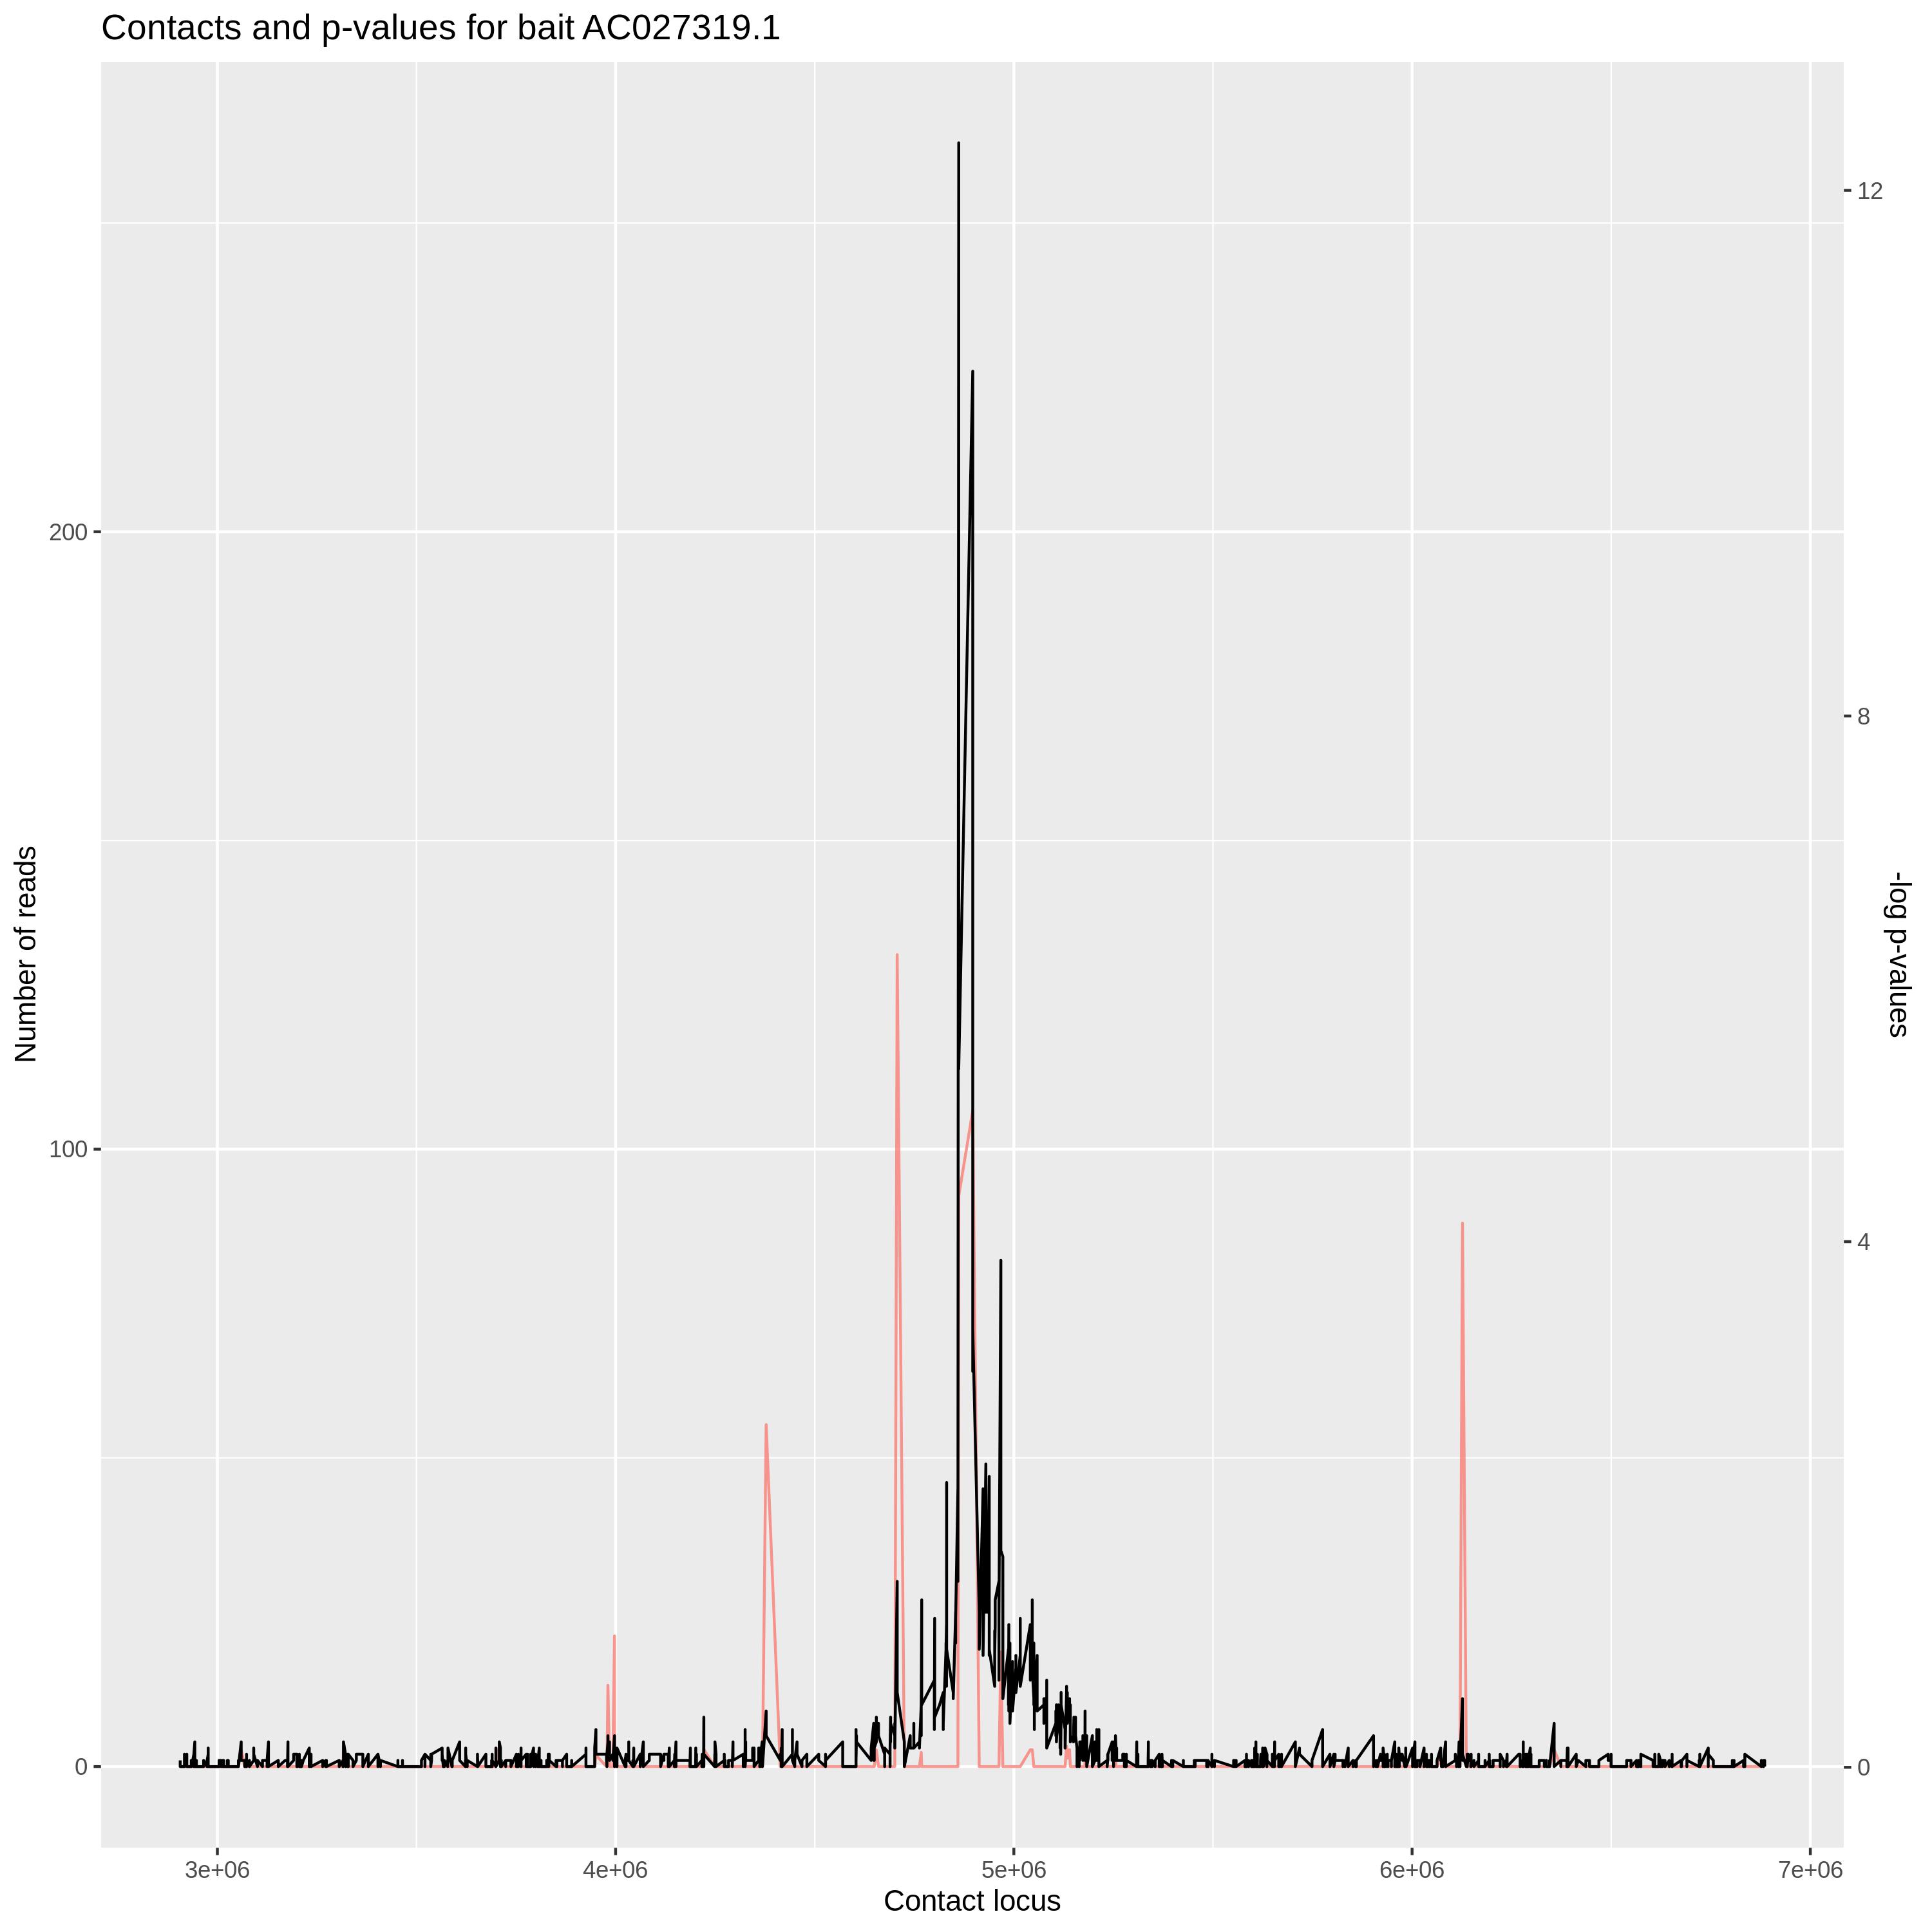 Contacts and p-values for bait AC027319.1
12
200
8
Number of reads
-log p-values
100
4
0
0
3e+06
4e+06
5e+06
6e+06
7e+06
Contact locus